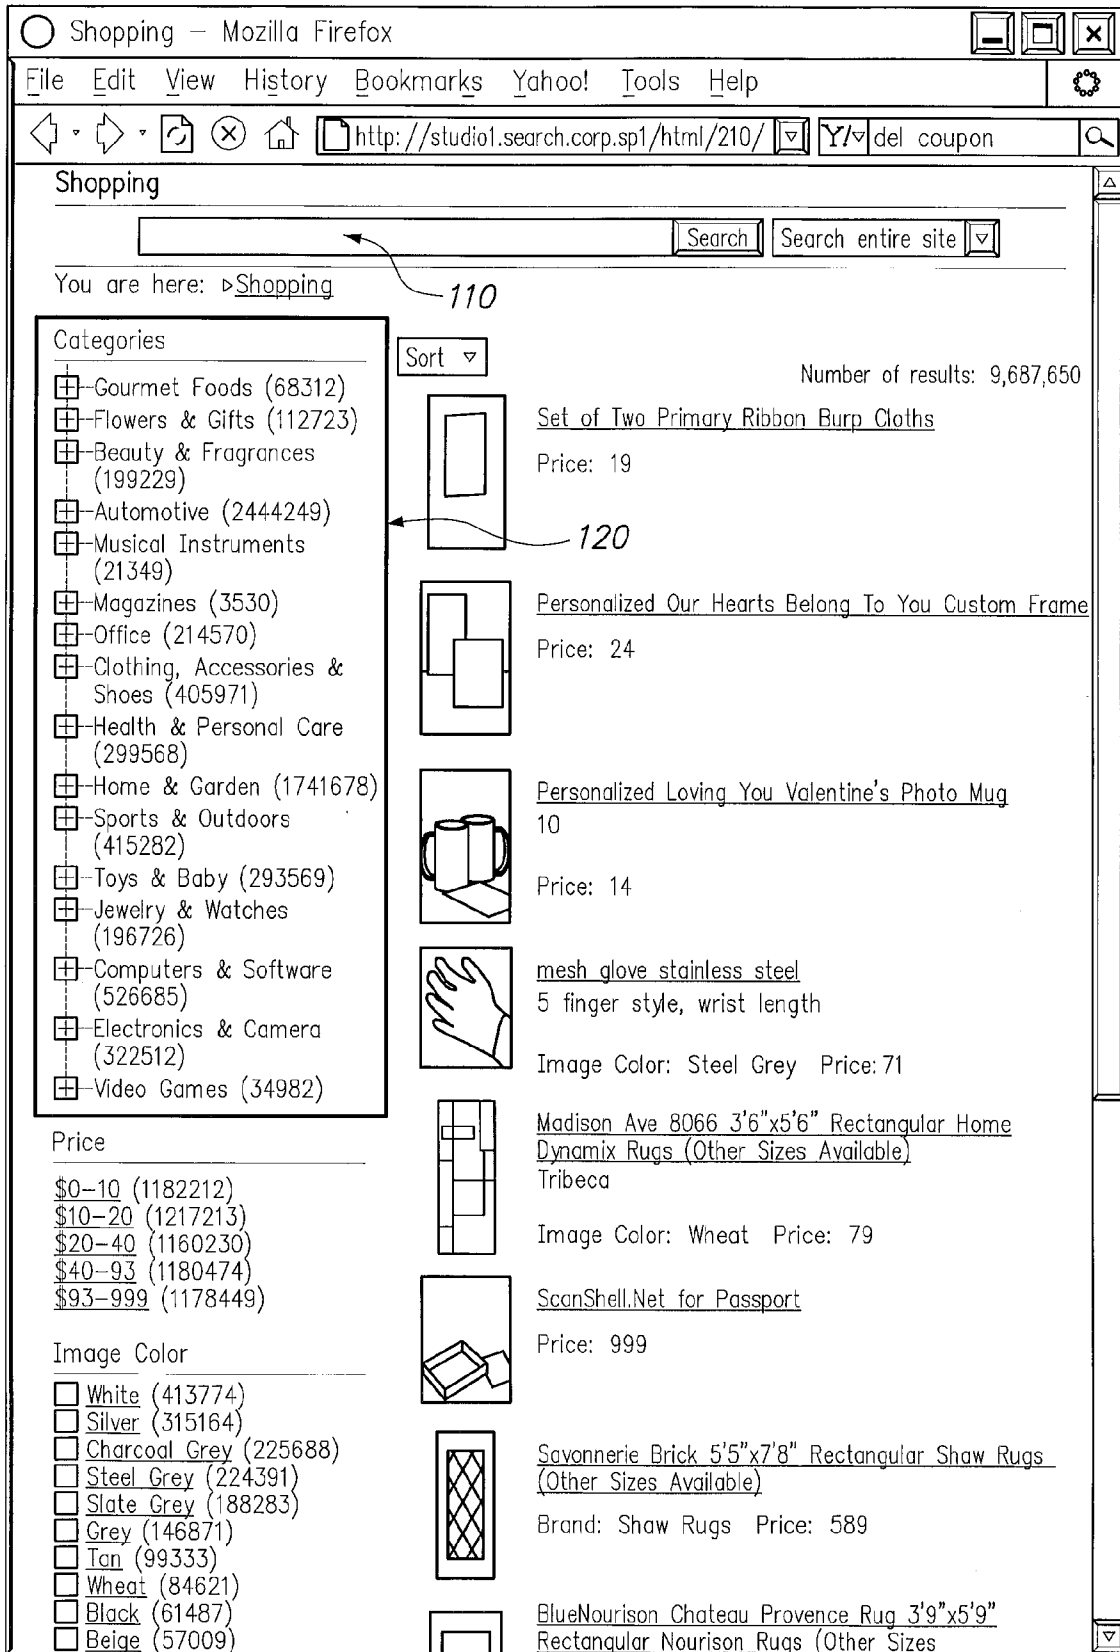 Shopping – Mozilla Firefox
File Edit View History Bookmarks Yahoo! Tools Help
http://studio1.search.corp.sp1/html/210/
Y/ del coupon
Shopping
Search
Search entire site
You are here: ▹Shopping
110
Categories
Gourmet Foods (68312)
Flowers & Gifts (112723)
Beauty & Fragrances
(199229)
Automotive (2444249)
Musical Instruments
(21349)
Magazines (3530)
Office (214570)
Clothing, Accessories &
Shoes (405971)
Health & Personal Care
(299568)
Home & Garden (1741678)
Sports & Outdoors
(415282)
Toys & Baby (293569)
Jewelry & Watches
(196726)
Computers & Software
(526685)
Electronics & Camera
(322512)
Video Games (34982)
120
Price
$0–10 (1182212)
$10–20 (1217213)
$20–40 (1160230)
$40–93 (1180474)
$93–999 (1178449)
Image Color
White (413774)
Silver (315164)
Charcoal Grey (225688)
Steel Grey (224391)
Slate Grey (188283)
Grey (146871)
Tan (99333)
Wheat (84621)
Black (61487)
Beige (57009)
Sort
Number of results: 9,687,650
Set of Two Primary Ribbon Burp Cloths
Price: 19
Personalized Our Hearts Belong To You Custom Frame
Price: 24
Personalized Loving You Valentine's Photo Mug
10
Price: 14
mesh glove stainless steel
5 finger style, wrist length
Image Color: Steel Grey Price: 71
Madison Ave 8066 3'6"x5'6" Rectangular Home
Dynamix Rugs (Other Sizes Available)
Tribeca
Image Color: Wheat Price: 79
ScanShell.Net for Passport
Price: 999
Savonnerie Brick 5'5"x7'8" Rectangular Shaw Rugs
(Other Sizes Available)
Brand: Shaw Rugs Price: 589
BlueNourison Chateau Provence Rug 3'9"x5'9"
Rectangular Nourison Rugs (Other Sizes